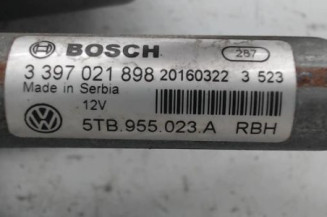 BOSCH 287
3 397 021 898 20160322 3 523
Made in Serbia
12V
5TB.955.023.A RBH